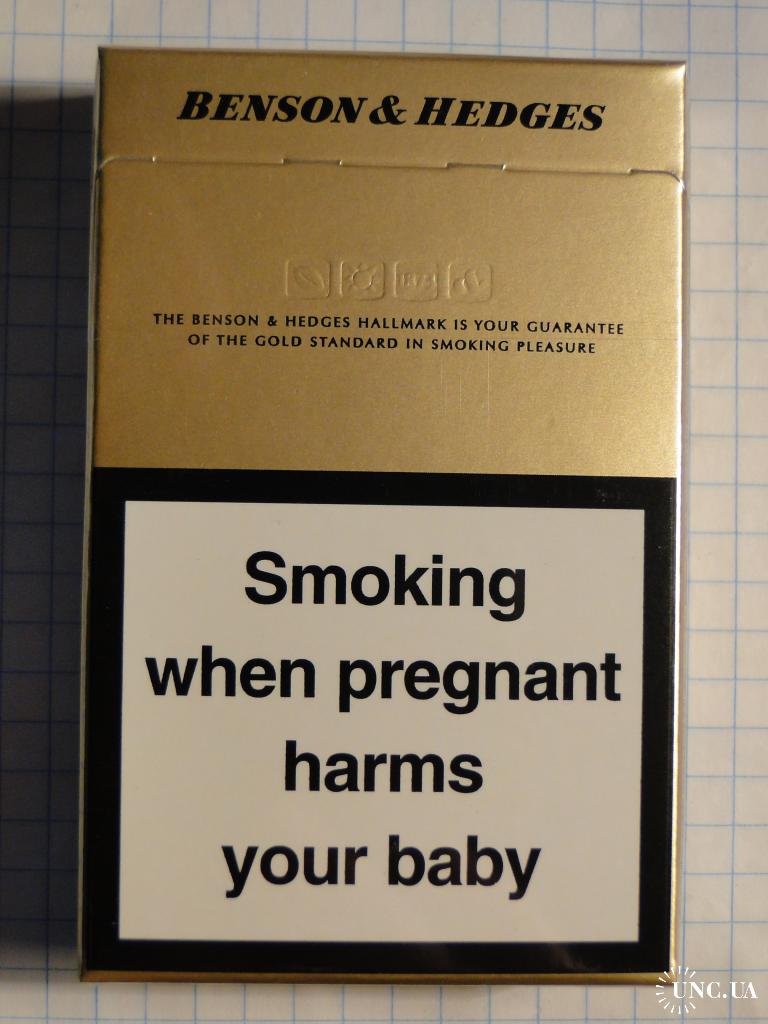 BENSON & HEDGES
1873
THE BENSON & HEDGES HALLMARK IS YOUR GUARANTEE
OF THE GOLD STANDARD IN SMOKING PLEASURE
Smoking
when pregnant
harms
your baby
UNC.UA